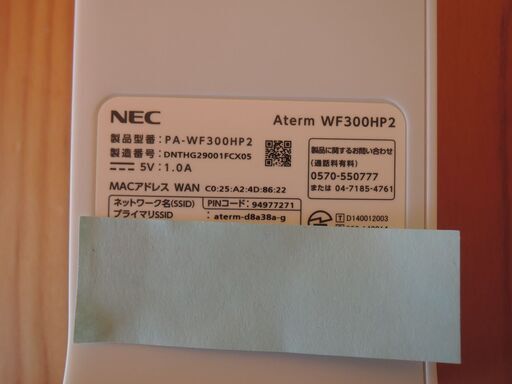 NEC
Aterm WF300HP2
製品型番：PA-WF300HP2
製造番号：DNTHG29001FCX05
5V：1.0A
製品に関するお問い合わせ
(通話料有料)
0570-550777
または 04-7185-4761
MACアドレス WAN C0:25:A2:4D:86:22
ネットワーク名(SSID)
PINコード：94977271
プライマリSSID ：aterm-d8a38a-g
T D140012003